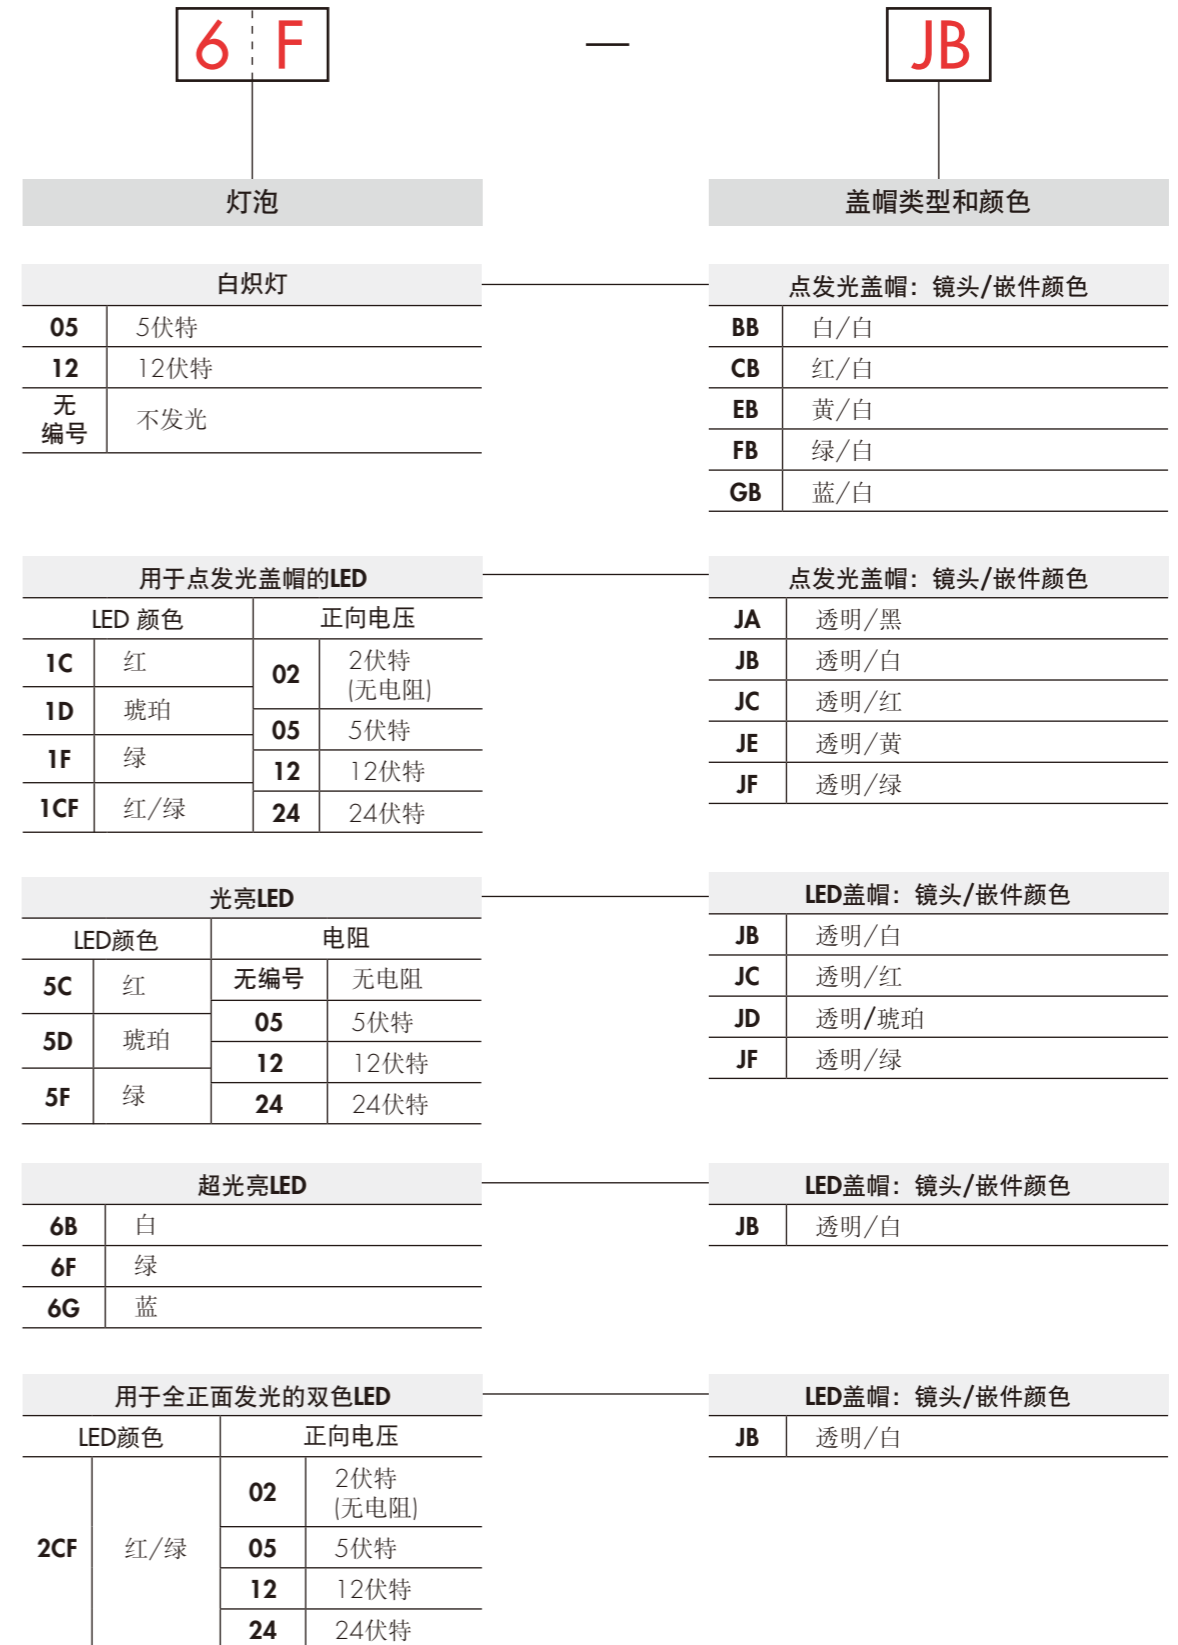 6 F — JB
灯泡
盖帽类型和颜色
白炽灯
05 5伏特
12 12伏特
无
编号 不发光
点发光盖帽：镜头/嵌件颜色
BB 白/白
CB 红/白
EB 黄/白
FB 绿/白
GB 蓝/白
用于点发光盖帽的LED
LED 颜色 正向电压
1C 红
1D 琥珀
1F 绿
1CF 红/绿
02 2伏特
(无电阻)
05 5伏特
12 12伏特
24 24伏特
点发光盖帽：镜头/嵌件颜色
JA 透明/黑
JB 透明/白
JC 透明/红
JE 透明/黄
JF 透明/绿
光亮LED
LED颜色 电阻
5C 红
5D 琥珀
5F 绿
无编号 无电阻
05 5伏特
12 12伏特
24 24伏特
LED盖帽：镜头/嵌件颜色
JB 透明/白
JC 透明/红
JD 透明/琥珀
JF 透明/绿
超光亮LED
6B 白
6F 绿
6G 蓝
LED盖帽：镜头/嵌件颜色
JB 透明/白
用于全正面发光的双色LED
LED颜色 正向电压
2CF 红/绿
02 2伏特
(无电阻)
05 5伏特
12 12伏特
24 24伏特
LED盖帽：镜头/嵌件颜色
JB 透明/白